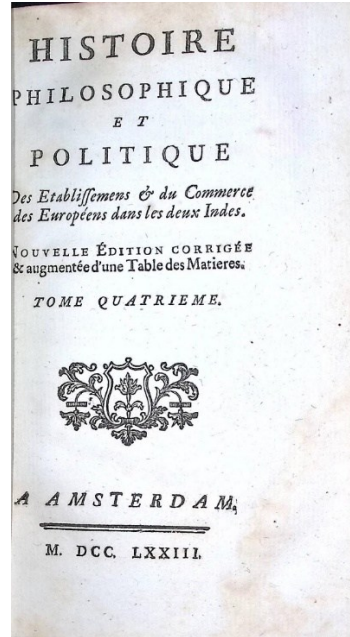 HISTOIRE
PHILOSOPHIQUE
ET
POLITIQUE
Des Etabliſſemens & du Commerce
des Européens dans les deux Indes.
NOUVELLE ÉDITION CORRIGÉE
& augmentée d'une Table des Matieres.
TOME QUATRIEME.
A AMSTERDAM,
M. DCC. LXXIII.